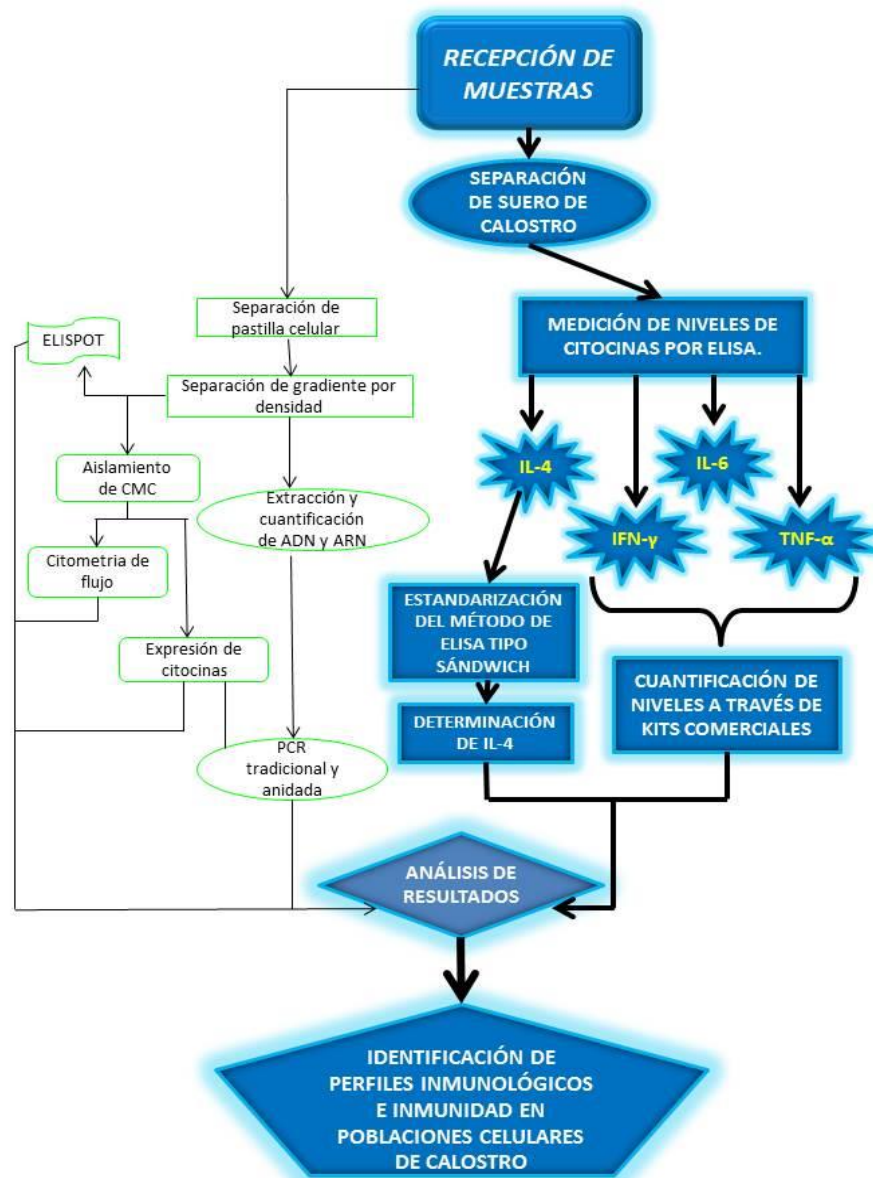 RECEPCIÓN DE
MUESTRAS
SEPARACIÓN
DE SUERO DE
CALOSTRO
Separación de
pastilla celular
MEDICIÓN DE NIVELES DE
CITOCINAS POR ELISA.
ELISPOT
Separación de gradiente por
densidad
Aislamiento
de CMC
IL-4
IL-6
Extracción y
cuantificación
de ADN y ARN
IFN-γ
TNF-α
Citometria de
flujo
ESTANDARIZACIÓN
DEL MÉTODO DE
ELISA TIPO
SÁNDWICH
Expresión de
citocinas
CUANTIFICACIÓN DE
NIVELES A TRAVÉS DE
KITS COMERCIALES
DETERMINACIÓN
DE IL-4
PCR
tradicional y
anidada
ANÁLISIS DE
RESULTADOS
IDENTIFICACIÓN DE
PERFILES INMUNOLÓGICOS
E INMUNIDAD EN
POBLACIONES CELULARES
DE CALOSTRO